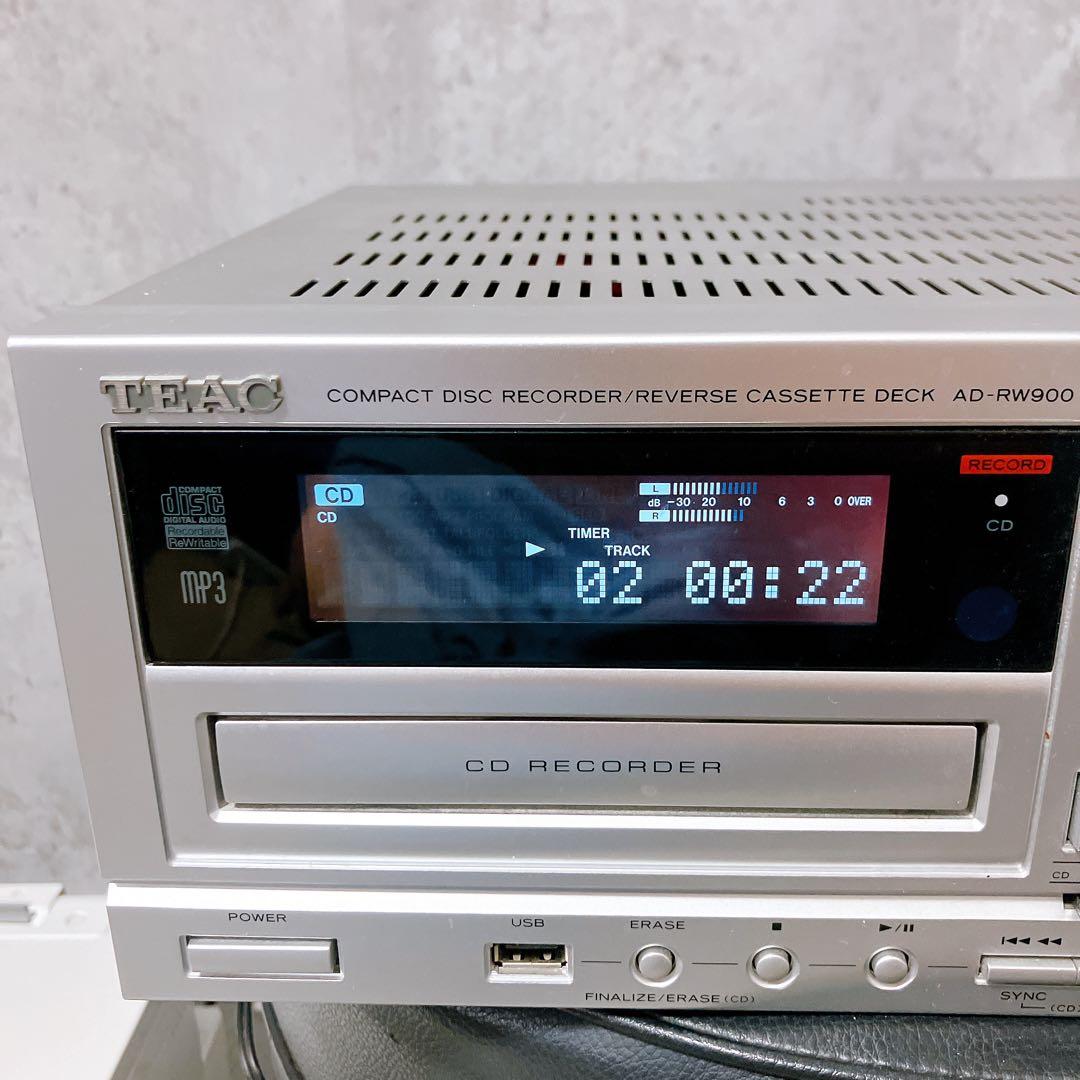 TEAC
COMPACT DISC RECORDER/REVERSE CASSETTE DECK AD-RW900
COMPACT
disc
DIGITAL AUDIO
Recordable
ReWritable
MP3
CD
CD
L
dB -30 20 10 6 3 0 OVER
R
TIMER
TRACK
02 00:22
RECORD
CD
CD RECORDER
CD
POWER
USB
ERASE
■
►/II
I◄◄ ◄◄
FINALIZE/ERASE (CD)
SYNC
(CD